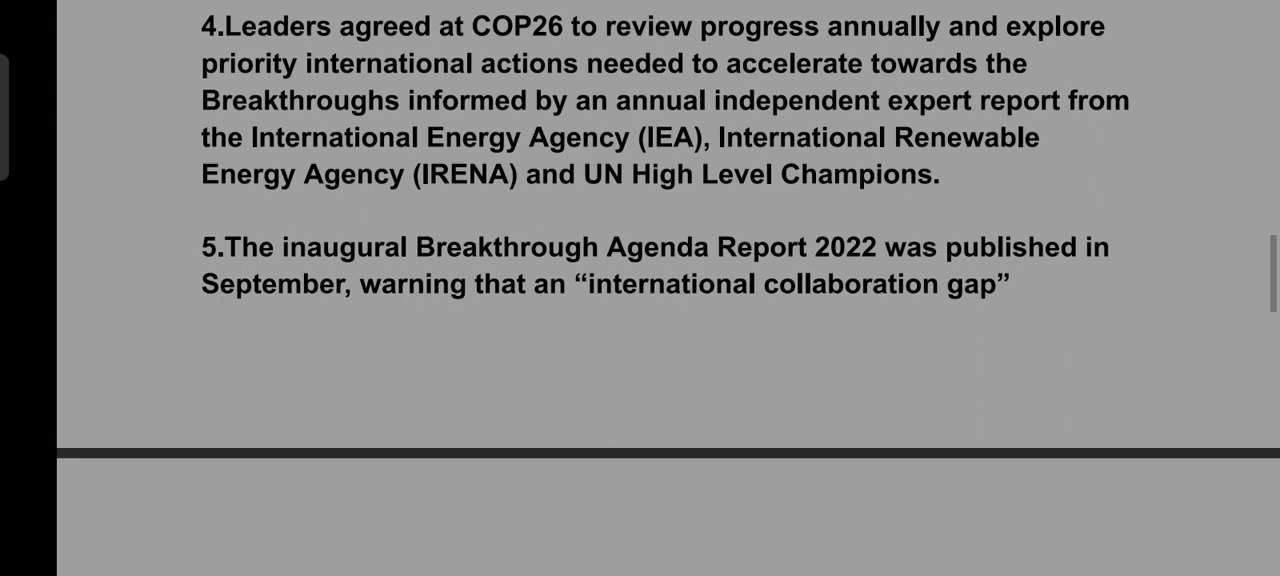 4.Leaders agreed at COP26 to review progress annually and explore
priority international actions needed to accelerate towards the
Breakthroughs informed by an annual independent expert report from
the International Energy Agency (IEA), International Renewable
Energy Agency (IRENA) and UN High Level Champions.
5.The inaugural Breakthrough Agenda Report 2022 was published in
September, warning that an “international collaboration gap”